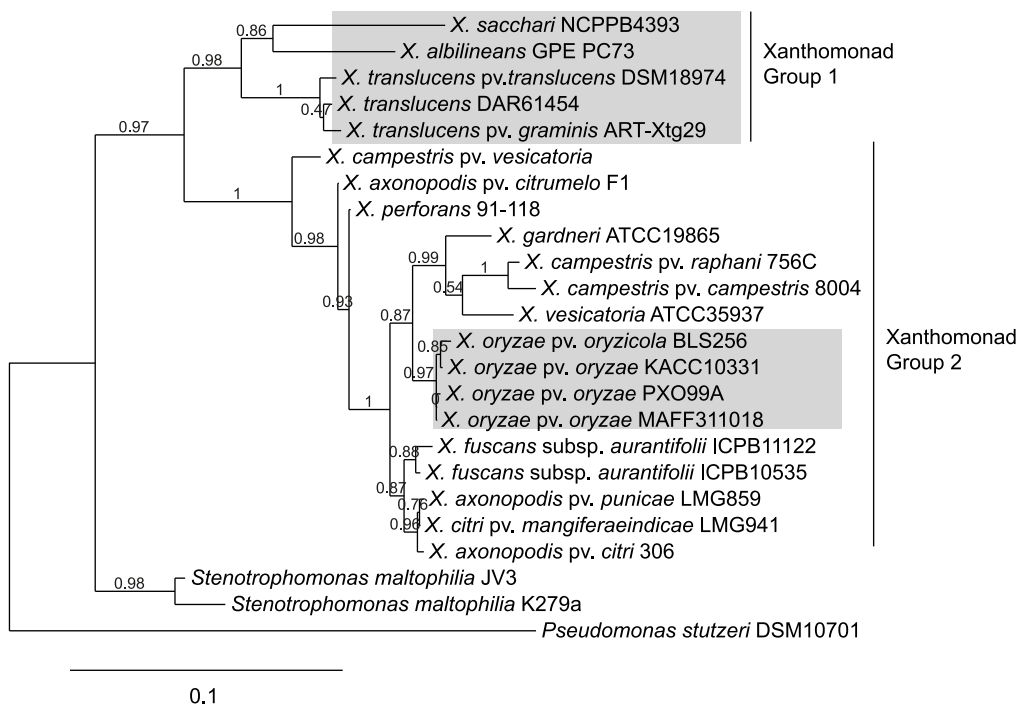 X. sacchari NCPPB4393
0.86
X. albilineans GPE PC73
Xanthomonad
Group 1
0.98
X. translucens pv.translucens DSM18974
1
X. translucens DAR61454
0.47
X. translucens pv. graminis ART-Xtg29
0.97
X. campestris pv. vesicatoria
1
X. axonopodis pv. citrumelo F1
X. perforans 91-118
0.98
X. gardneri ATCC19865
0.99
X. campestris pv. raphani 756C
1
X. campestris pv. campestris 8004
0.54
0.93
X. vesicatoria ATCC35937
0.87
Xanthomonad
Group 2
X. oryzae pv. oryzicola BLS256
0.85
X. oryzae pv. oryzae KACC10331
0.97
X. oryzae pv. oryzae PXO99A
0
1
X. oryzae pv. oryzae MAFF311018
X. fuscans subsp. aurantifolii ICPB11122
0.88
X. fuscans subsp. aurantifolii ICPB10535
0.87
X. axonopodis pv. punicae LMG859
0.76
X. citri pv. mangiferaeindicae LMG941
0.96
X. axonopodis pv. citri 306
Stenotrophomonas maltophilia JV3
0.98
Stenotrophomonas maltophilia K279a
Pseudomonas stutzeri DSM10701
0.1